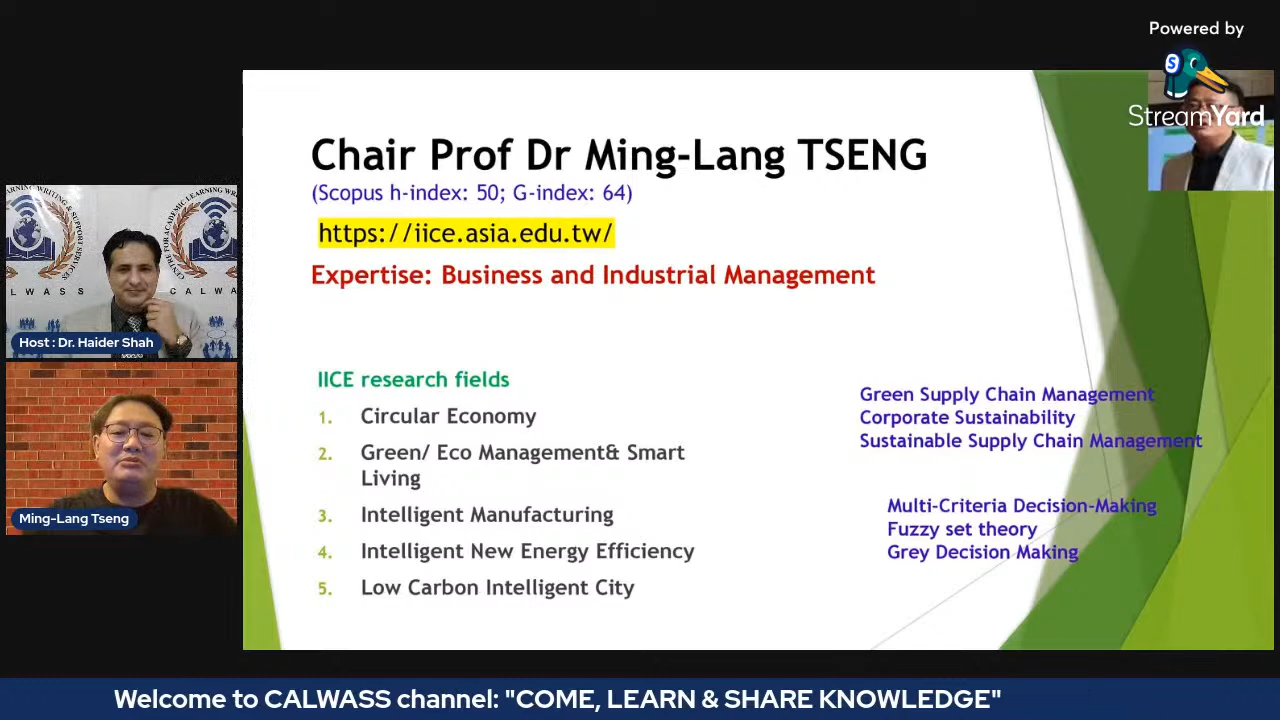 Powered by
StreamYard
Chair Prof Dr Ming-Lang TSENG
(Scopus h-index: 50; G-index: 64)
https://iice.asia.edu.tw/
Expertise: Business and Industrial Management
IICE research fields
1. Circular Economy
2. Green/ Eco Management& Smart
Living
3. Intelligent Manufacturing
4. Intelligent New Energy Efficiency
5. Low Carbon Intelligent City
Green Supply Chain Management
Corporate Sustainability
Sustainable Supply Chain Management
Multi-Criteria Decision-Making
Fuzzy set theory
Grey Decision Making
Host : Dr. Haider Shah
Ming-Lang Tseng
Welcome to CALWASS channel: "COME, LEARN & SHARE KNOWLEDGE"